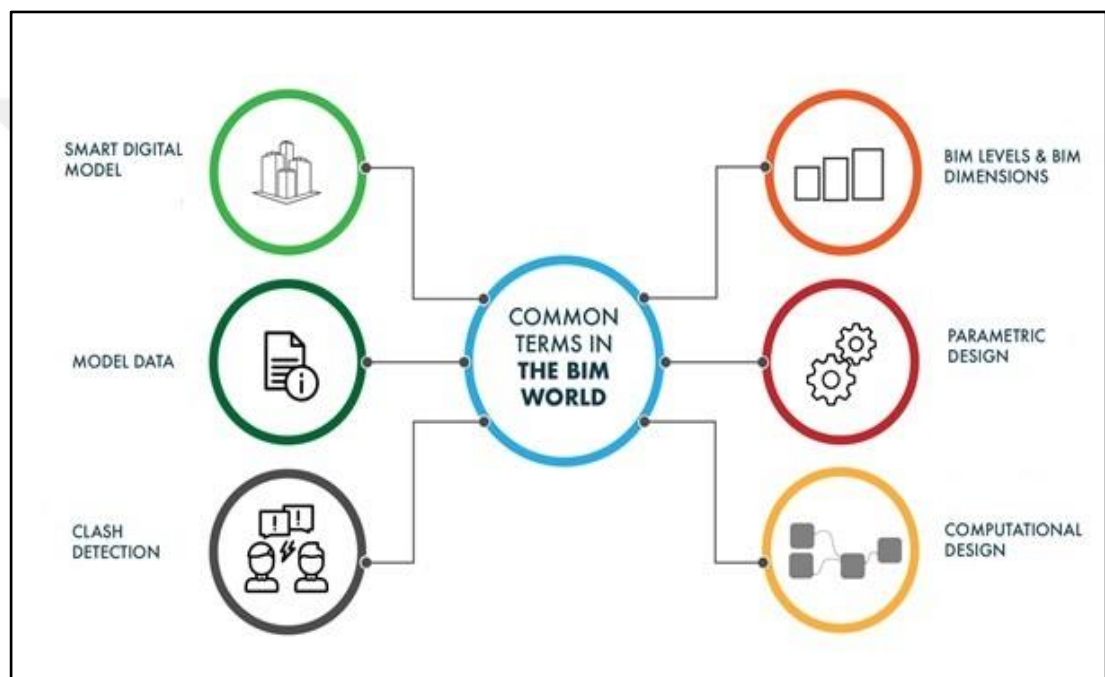 SMART DIGITAL
MODEL
MODEL DATA
CLASH
DETECTION
COMMON
TERMS IN
THE BIM
WORLD
BIM LEVELS & BIM
DIMENSIONS
PARAMETRIC
DESIGN
COMPUTATIONAL
DESIGN